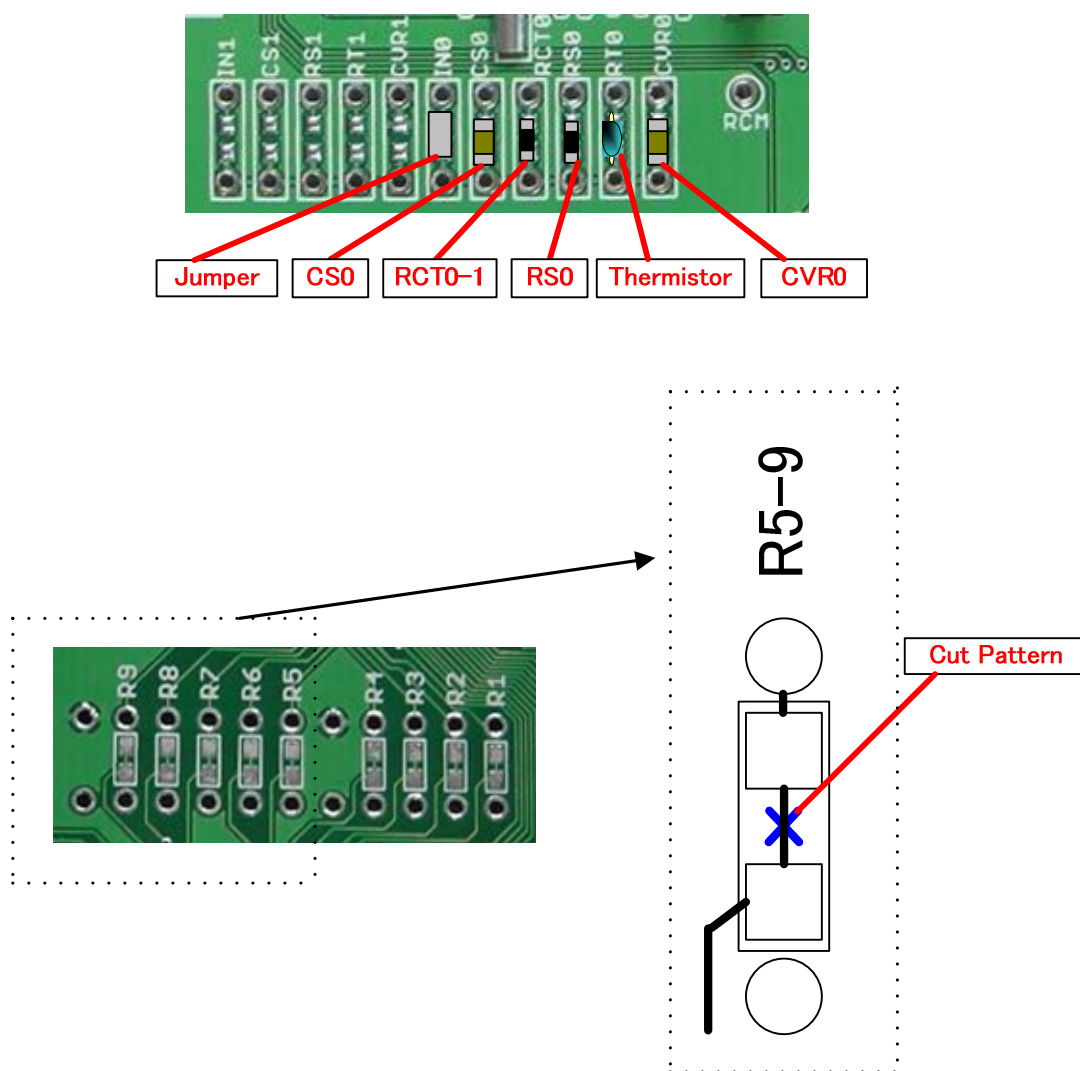 IN1 CS1 RS1 RT1 CVR1 IN0 CS0 RCT0 RS0 RT0 CVR0
RCM
Jumper CS0 RCT0-1 RS0 Thermistor CVR0
R5-9
Cut Pattern
R9 R8 R7 R6 R5 R4 R3 R2 R1